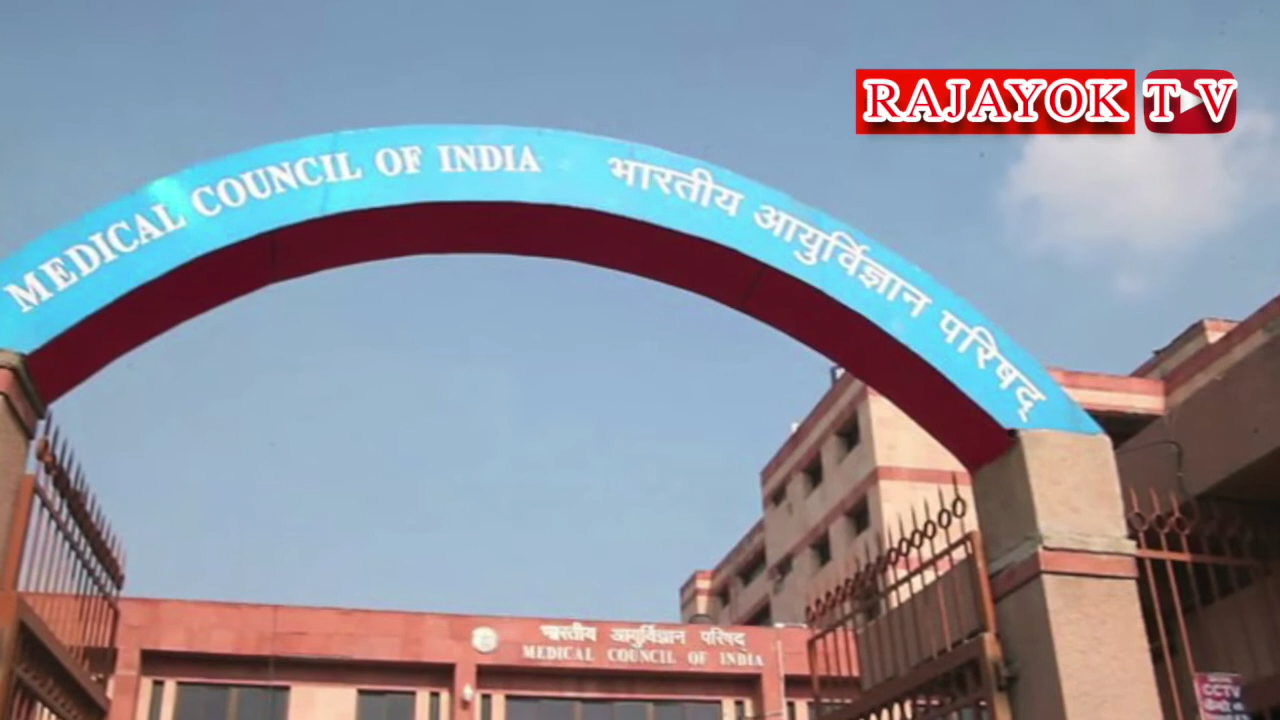 RAJAYOK TV
MEDICAL COUNCIL OF INDIA भारतीय आयुर्विज्ञान परिषद्
भारतीय आयुर्विज्ञान परिषद्
MEDICAL COUNCIL OF INDIA
CCTV